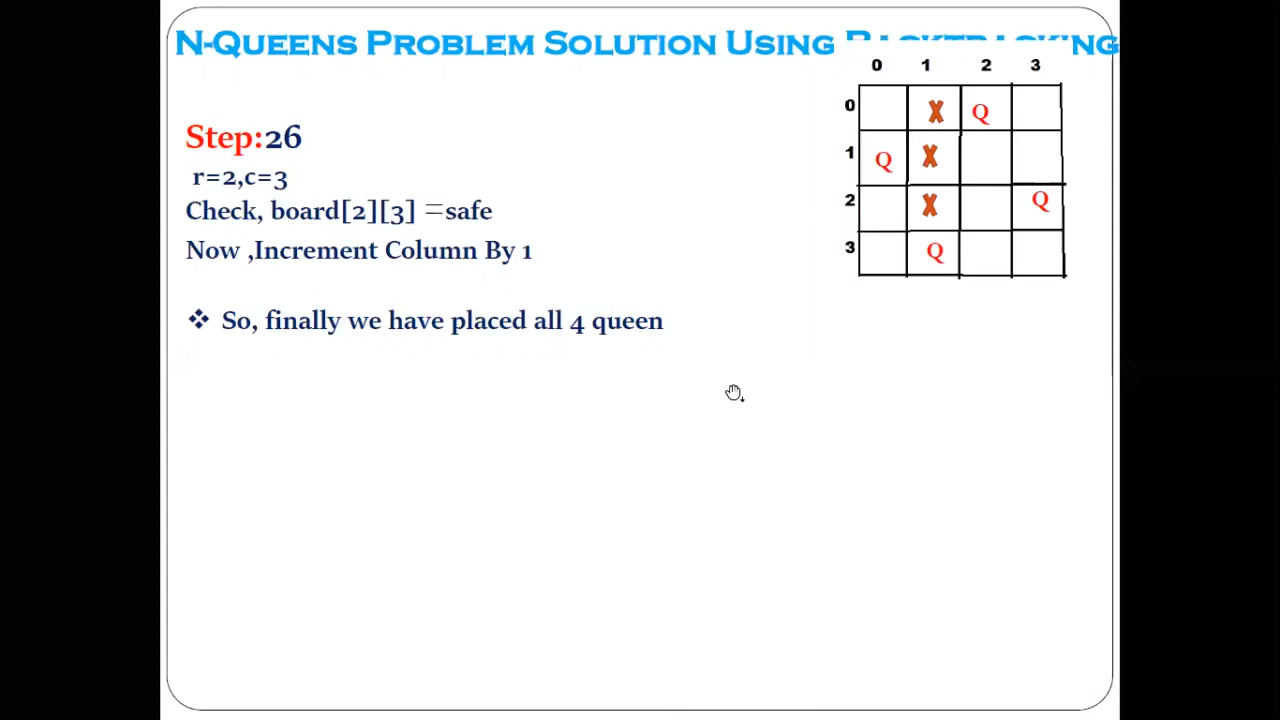 N-Queens Problem Solution Using Backtracking
0 1 2 3
0 X Q
Step:26
1 Q X
r=2,c=3
2 X Q
Check, board[2][3] =safe
3 Q
Now ,Increment Column By 1
❖ So, finally we have placed all 4 queen